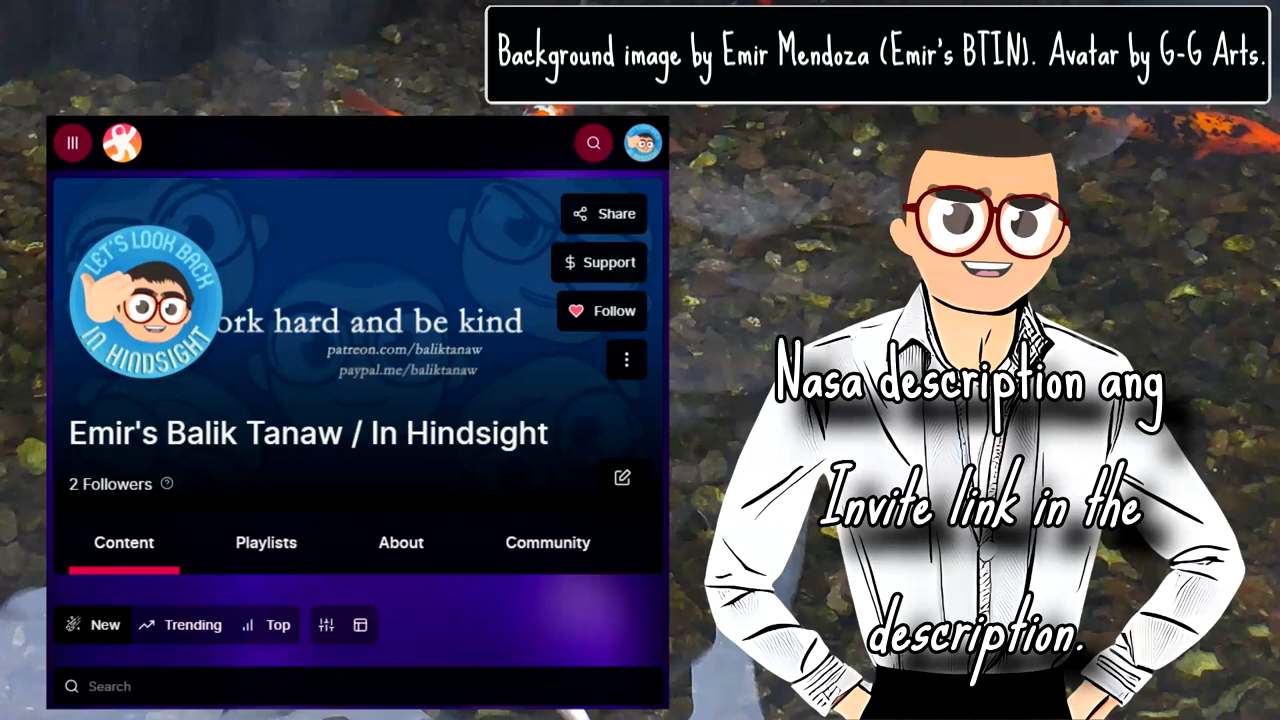 Background image by Emir Mendoza (Emir's BTIN). Avatar by G-G Arts.
Share
LET'S LOOK BACK
IN HINDSIGHT
Support
Follow
ork hard and be kind
patreon.com/baliktanaw
paypal.me/baliktanaw
Emir's Balik Tanaw / In Hindsight
2 Followers
Content Playlists About Community
New Trending Top
Search
Nasa description ang
Invite link in the
description.